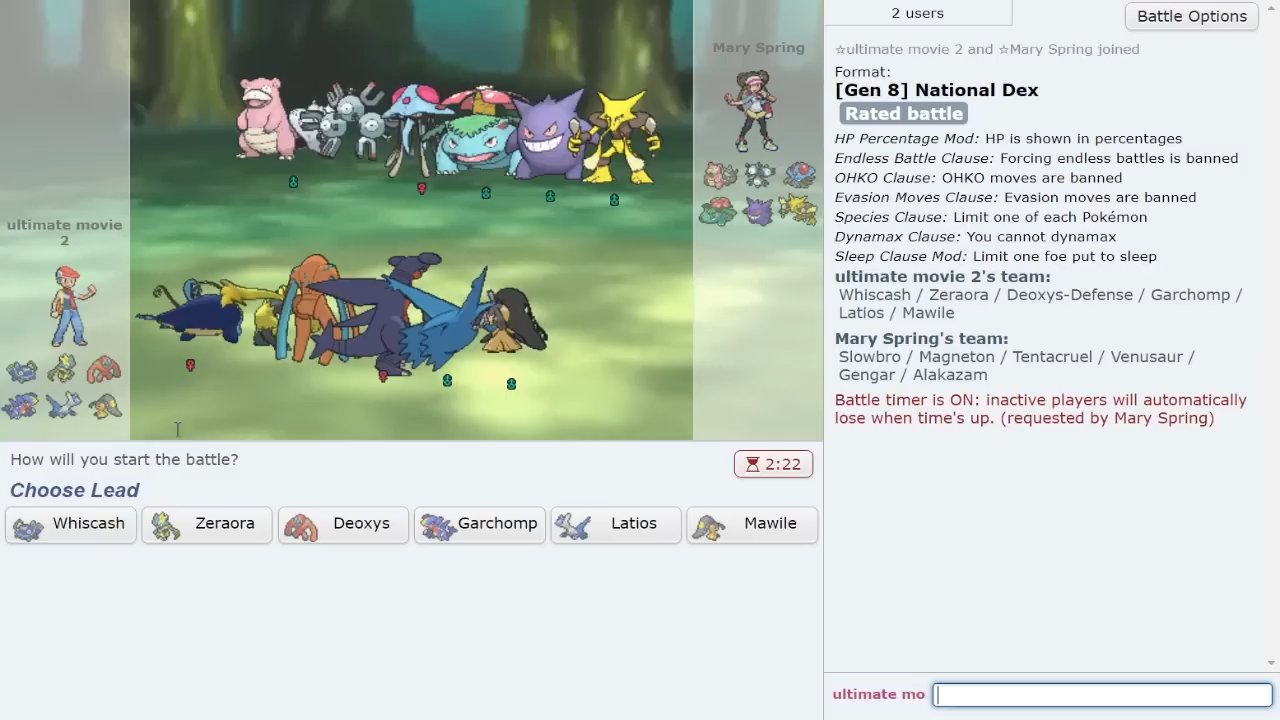 Mary Spring
ultimate movie
2
How will you start the battle?
2:22
Choose Lead
Whiscash
Zeraora
Deoxys
Garchomp
Latios
Mawile
2 users
Battle Options
☆ultimate movie 2 and ☆Mary Spring joined
Format:
[Gen 8] National Dex
Rated battle
HP Percentage Mod: HP is shown in percentages
Endless Battle Clause: Forcing endless battles is banned
OHKO Clause: OHKO moves are banned
Evasion Moves Clause: Evasion moves are banned
Species Clause: Limit one of each Pokémon
Dynamax Clause: You cannot dynamax
Sleep Clause Mod: Limit one foe put to sleep
ultimate movie 2's team:
Whiscash / Zeraora / Deoxys-Defense / Garchomp /
Latios / Mawile
Mary Spring's team:
Slowbro / Magneton / Tentacruel / Venusaur /
Gengar / Alakazam
Battle timer is ON: inactive players will automatically
lose when time's up. (requested by Mary Spring)
ultimate mo